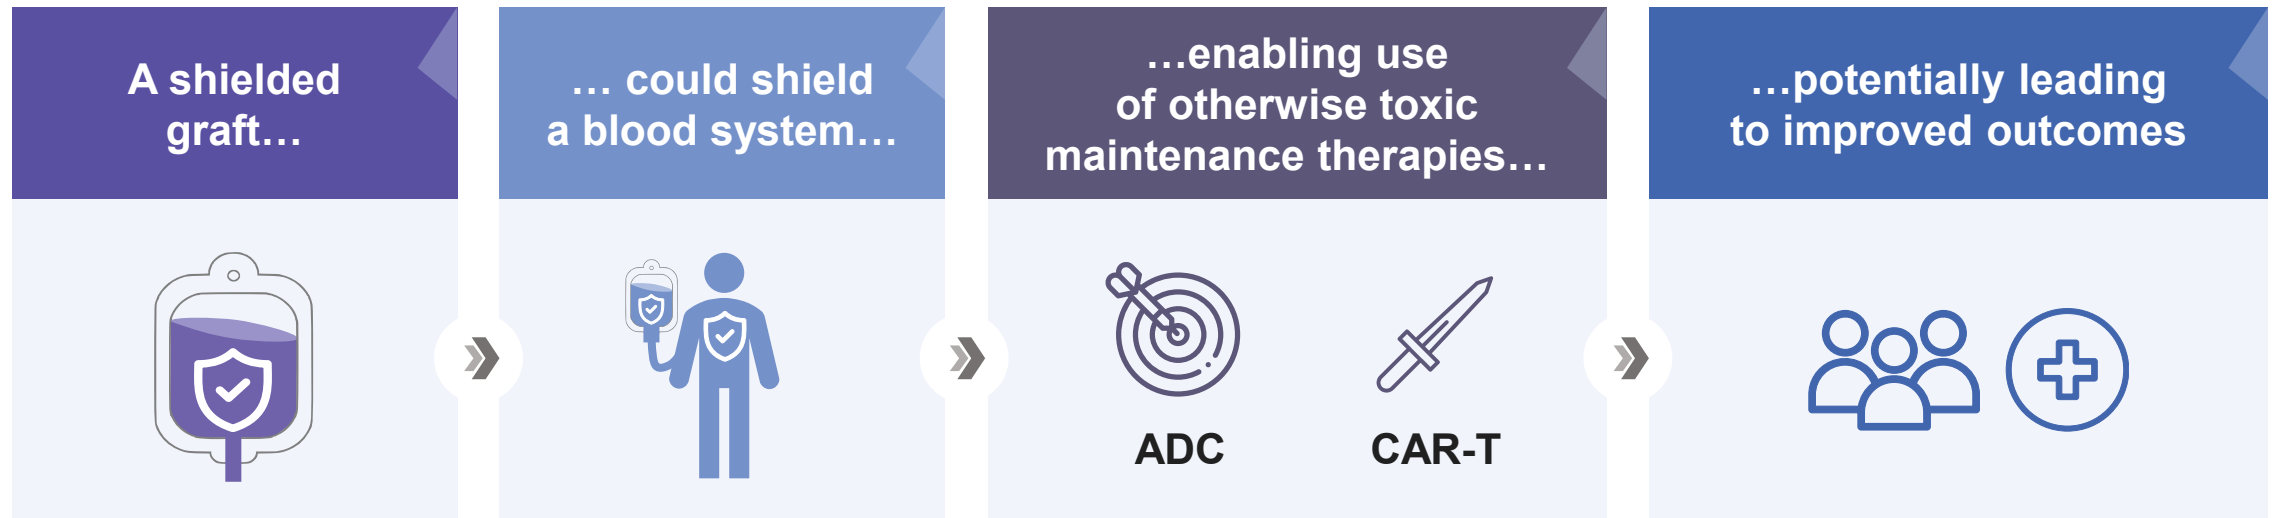 A shielded
graft…
… could shield
a blood system…
…enabling use
of otherwise toxic
maintenance therapies…
ADC
CAR-T
…potentially leading
to improved outcomes